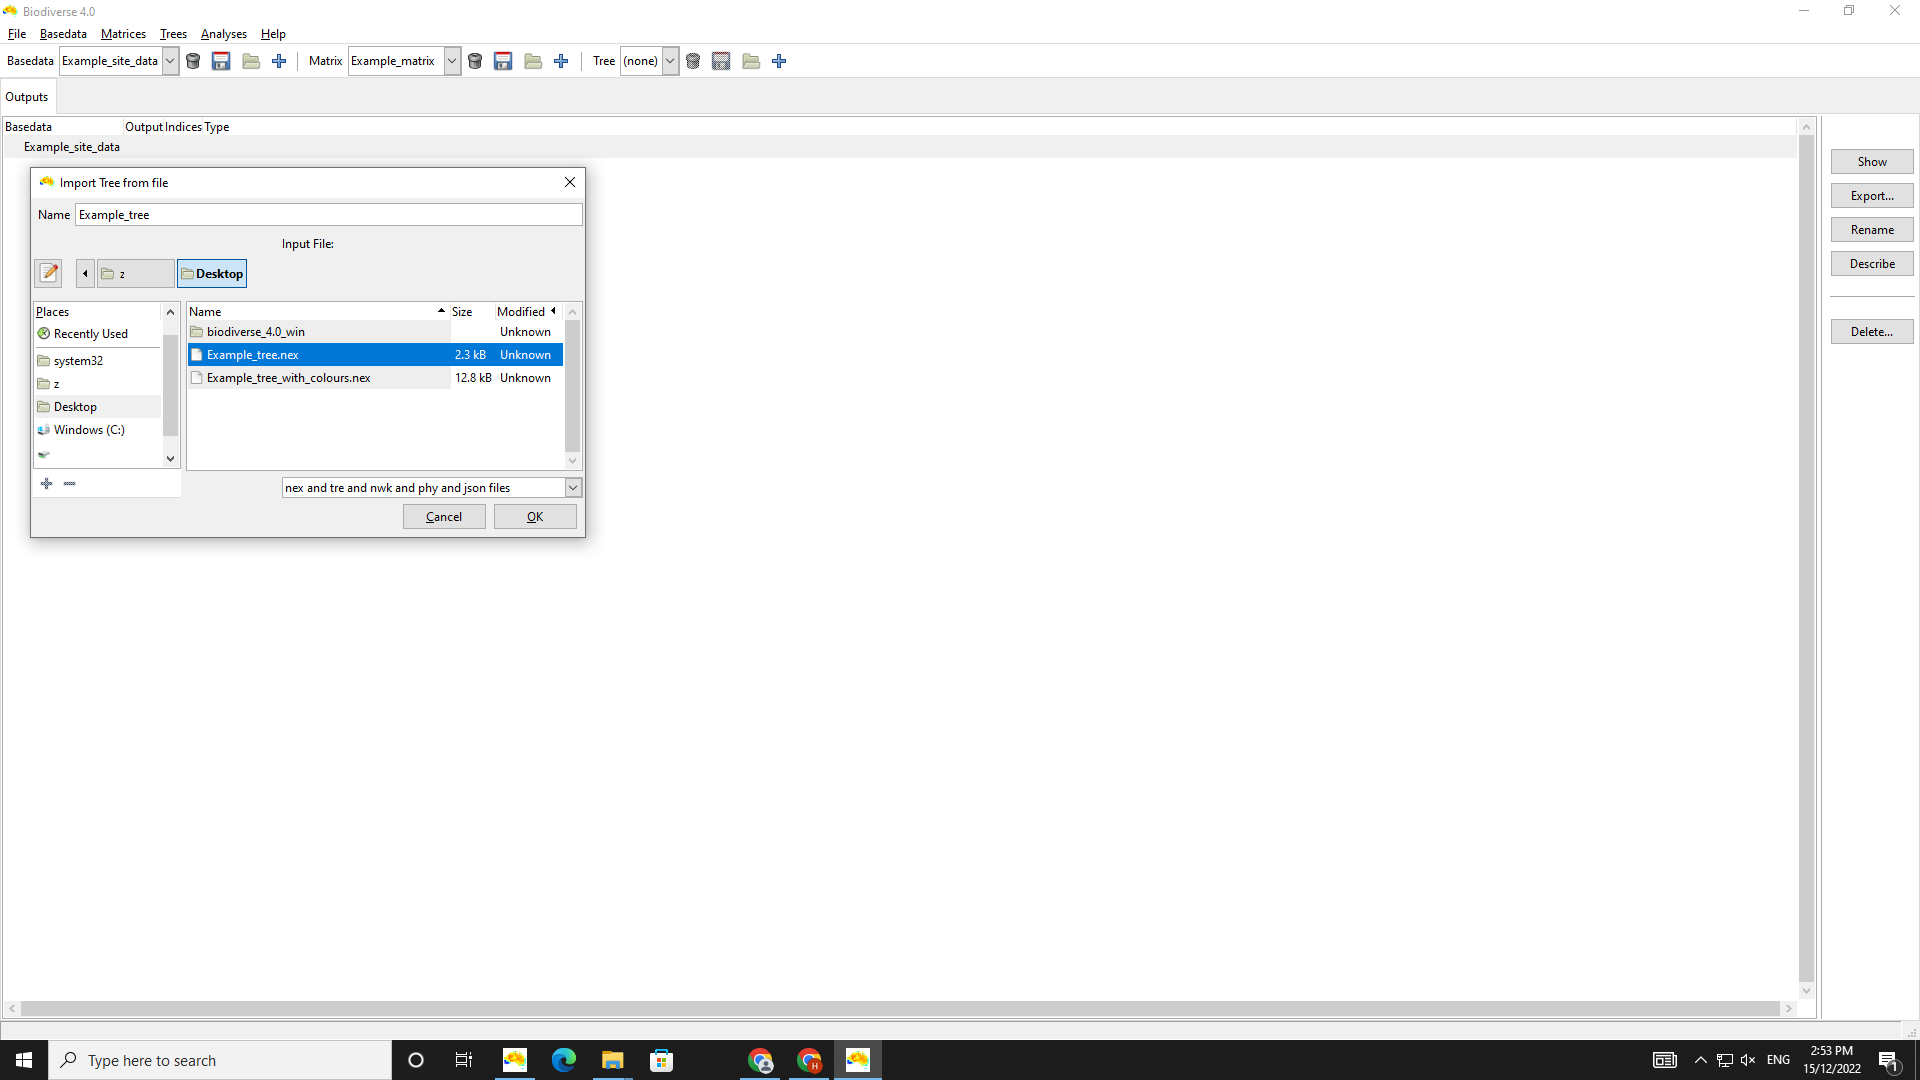 Biodiverse 4.0
File Basedata Matrices Trees Analyses Help
Basedata Example_site_data Matrix Example_matrix Tree (none)
Outputs
Basedata Output Indices Type
Example_site_data
Show
Export...
Rename
Describe
Delete...
Import Tree from file
Name Example_tree
Input File:
z Desktop
Places
Recently Used
system32
z
Desktop
Windows (C:)
Name Size Modified
biodiverse_4.0_win Unknown
Example_tree.nex 2.3 kB Unknown
Example_tree_with_colours.nex 12.8 kB Unknown
nex and tre and nwk and phy and json files
Cancel OK
Type here to search
H
ENG
2:53 PM
15/12/2022
1